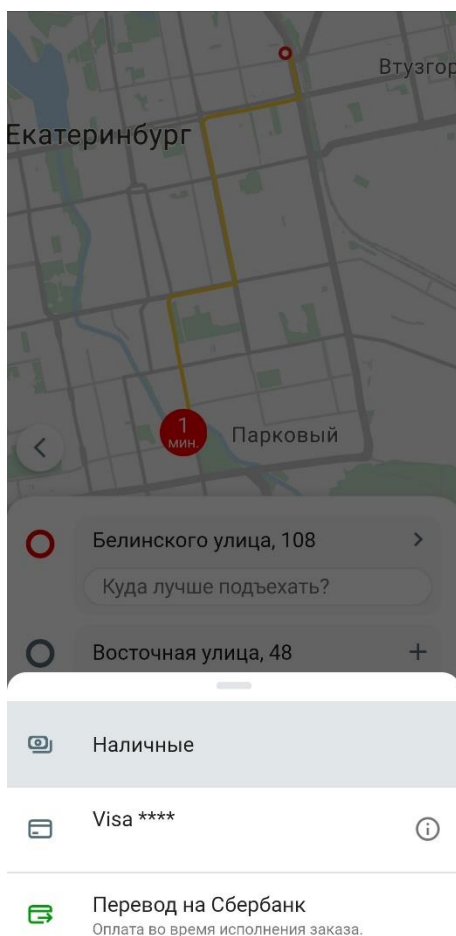 Втузгор
Екатеринбург
1
мин.
Парковый
Белинского улица, 108
Куда лучше подъехать?
Восточная улица, 48
Наличные
Visa ****
Перевод на Сбербанк
Оплата во время исполнения заказа.